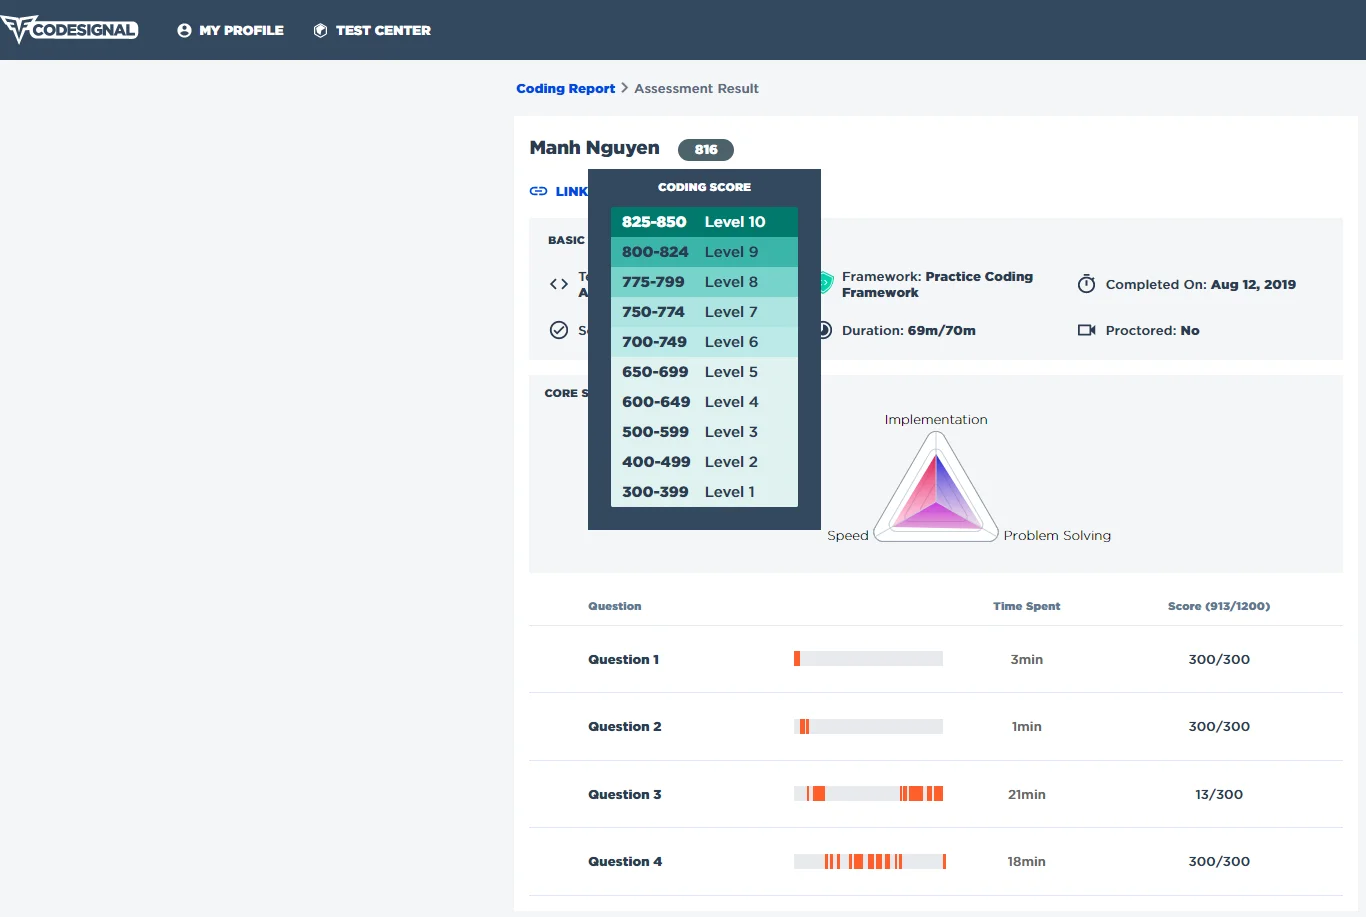 CODESIGNAL MY PROFILE TEST CENTER
Coding Report Assessment Result
Manh Nguyen 816
LINK
CODING SCORE
825-850 Level 10
800-824 Level 9
775-799 Level 8
750-774 Level 7
700-749 Level 6
650-699 Level 5
600-649 Level 4
500-599 Level 3
400-499 Level 2
300-399 Level 1
BASIC
Framework: Practice Coding
Framework
Completed On: Aug 12, 2019
Duration: 69m/70m
Proctored: No
CORE S
Implementation
Speed
Problem Solving
Question Time Spent Score (913/1200)
Question 1 3min 300/300
Question 2 1min 300/300
Question 3 21min 13/300
Question 4 18min 300/300